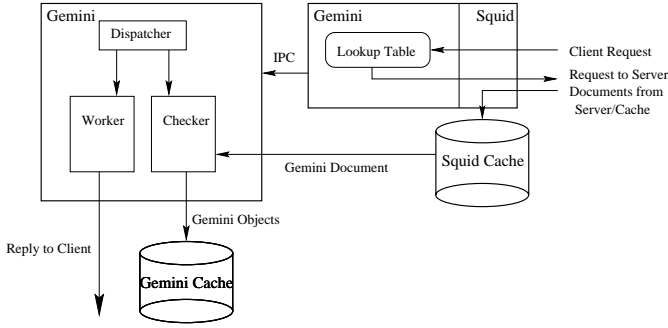 Gemini
Dispatcher
Worker
Checker
IPC
Gemini
Squid
Lookup Table
Client Request
Request to Server
Documents from
Server/Cache
Squid Cache
Gemini Document
Gemini Objects
Reply to Client
Gemini Cache